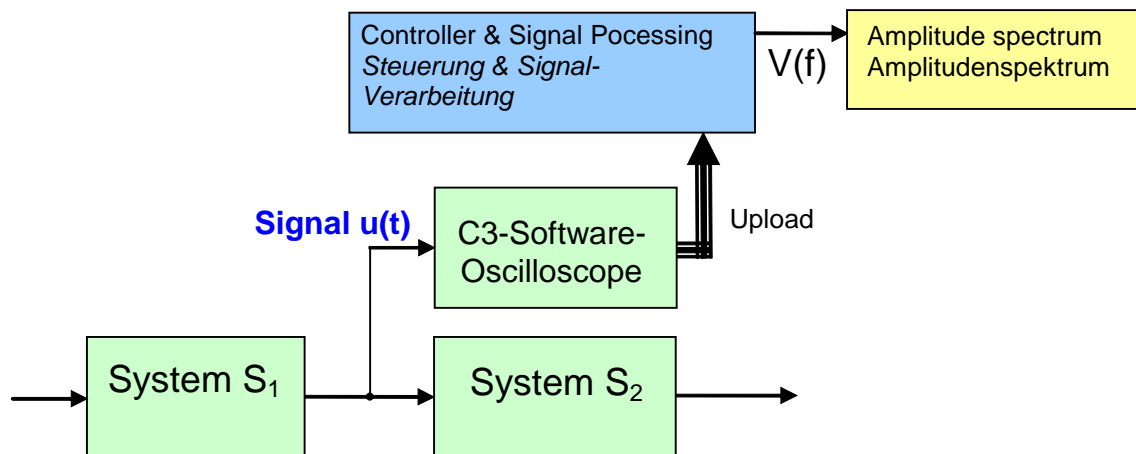 Controller & Signal Pocessing
Steuerung & Signal-
Verarbeitung
V(f)
Amplitude spectrum
Amplitudenspektrum
Signal u(t)
C3-Software-
Oscilloscope
Upload
System S₁
System S₂